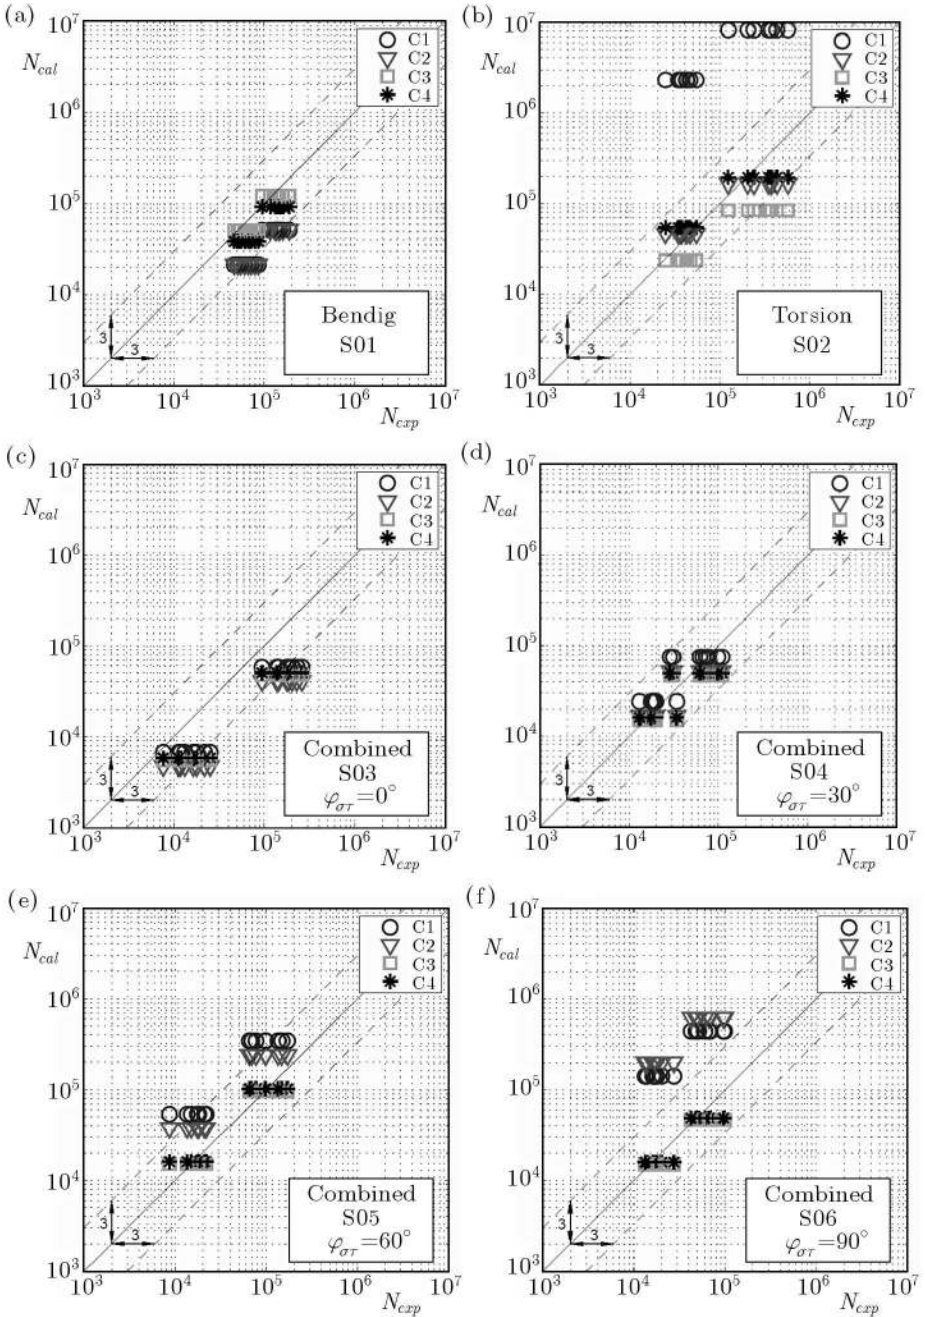 (a)
10^7
N_cal
10^6
10^5
10^4
10^3
C1
C2
C3
C4
Bendig
S01
3
3
10^3 10^4 10^5 10^6 10^7
N_exp
(b)
10^7
N_cal
10^6
10^5
10^4
10^3
C1
C2
C3
C4
Torsion
S02
3
3
10^3 10^4 10^5 10^6 10^7
N_exp
(c)
10^7
N_cal
10^6
10^5
10^4
10^3
C1
C2
C3
C4
Combined
S03
φ_στ=0°
3
3
10^3 10^4 10^5 10^6 10^7
N_exp
(d)
10^7
N_cal
10^6
10^5
10^4
10^3
C1
C2
C3
C4
Combined
S04
φ_στ=30°
3
3
10^3 10^4 10^5 10^6 10^7
N_exp
(e)
10^7
N_cal
10^6
10^5
10^4
10^3
C1
C2
C3
C4
Combined
S05
φ_στ=60°
3
3
10^3 10^4 10^5 10^6 10^7
N_exp
(f)
10^7
N_cal
10^6
10^5
10^4
10^3
C1
C2
C3
C4
Combined
S06
φ_στ=90°
3
3
10^3 10^4 10^5 10^6 10^7
N_exp